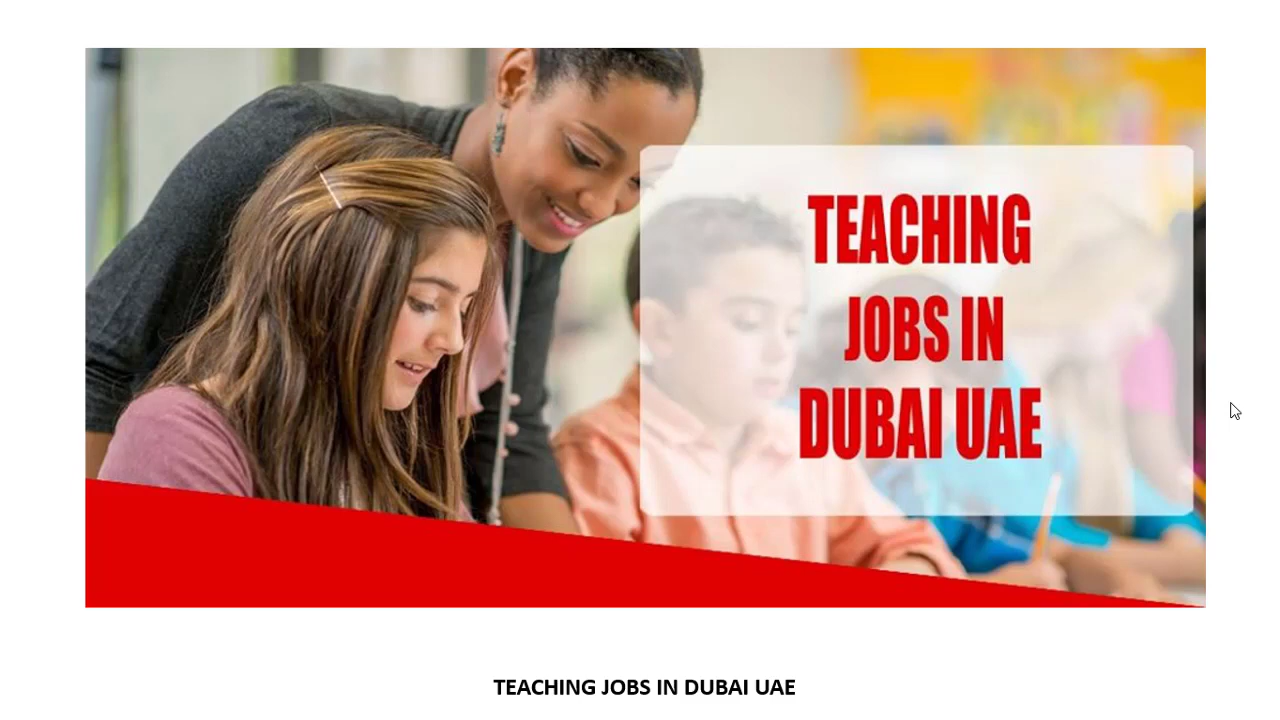 TEACHING
JOBS IN
DUBAI UAE
TEACHING JOBS IN DUBAI UAE